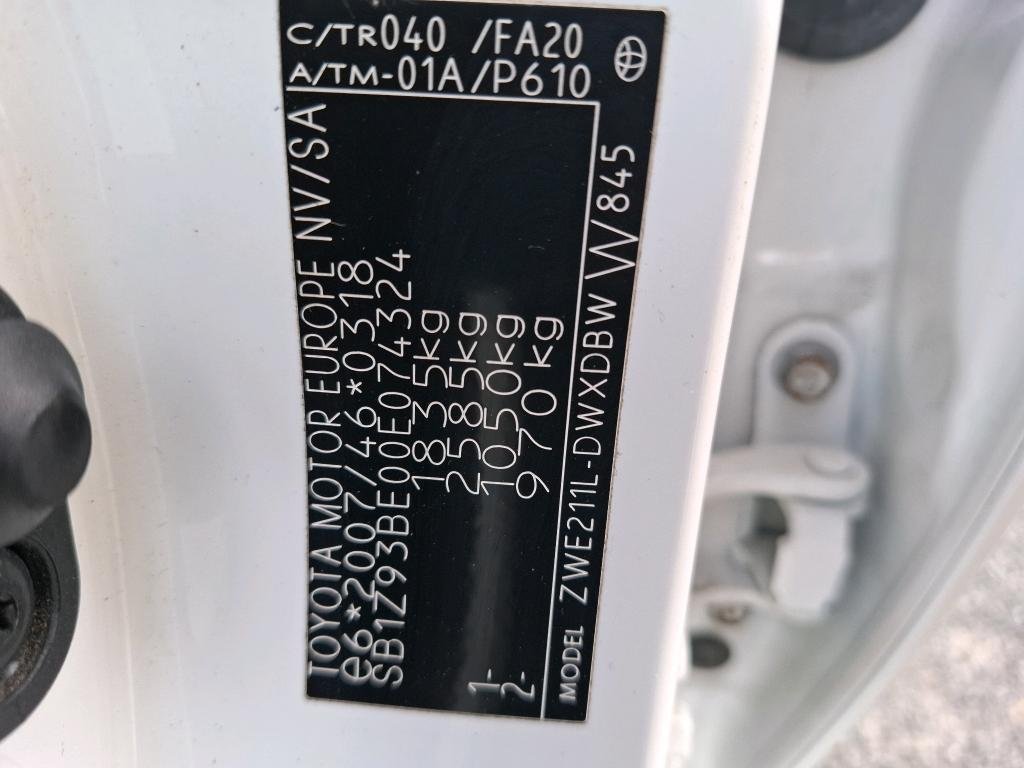 C/TR040 /FA20
A/TM-01A/P610
TOYOTA MOTOR EUROPE NV/SA
e6*2007/46*0318
SB1Z93BE00E074324
1835kg
2585kg
1- 1050kg
2- 970kg
MODEL ZWE211L-DWXDBW W845